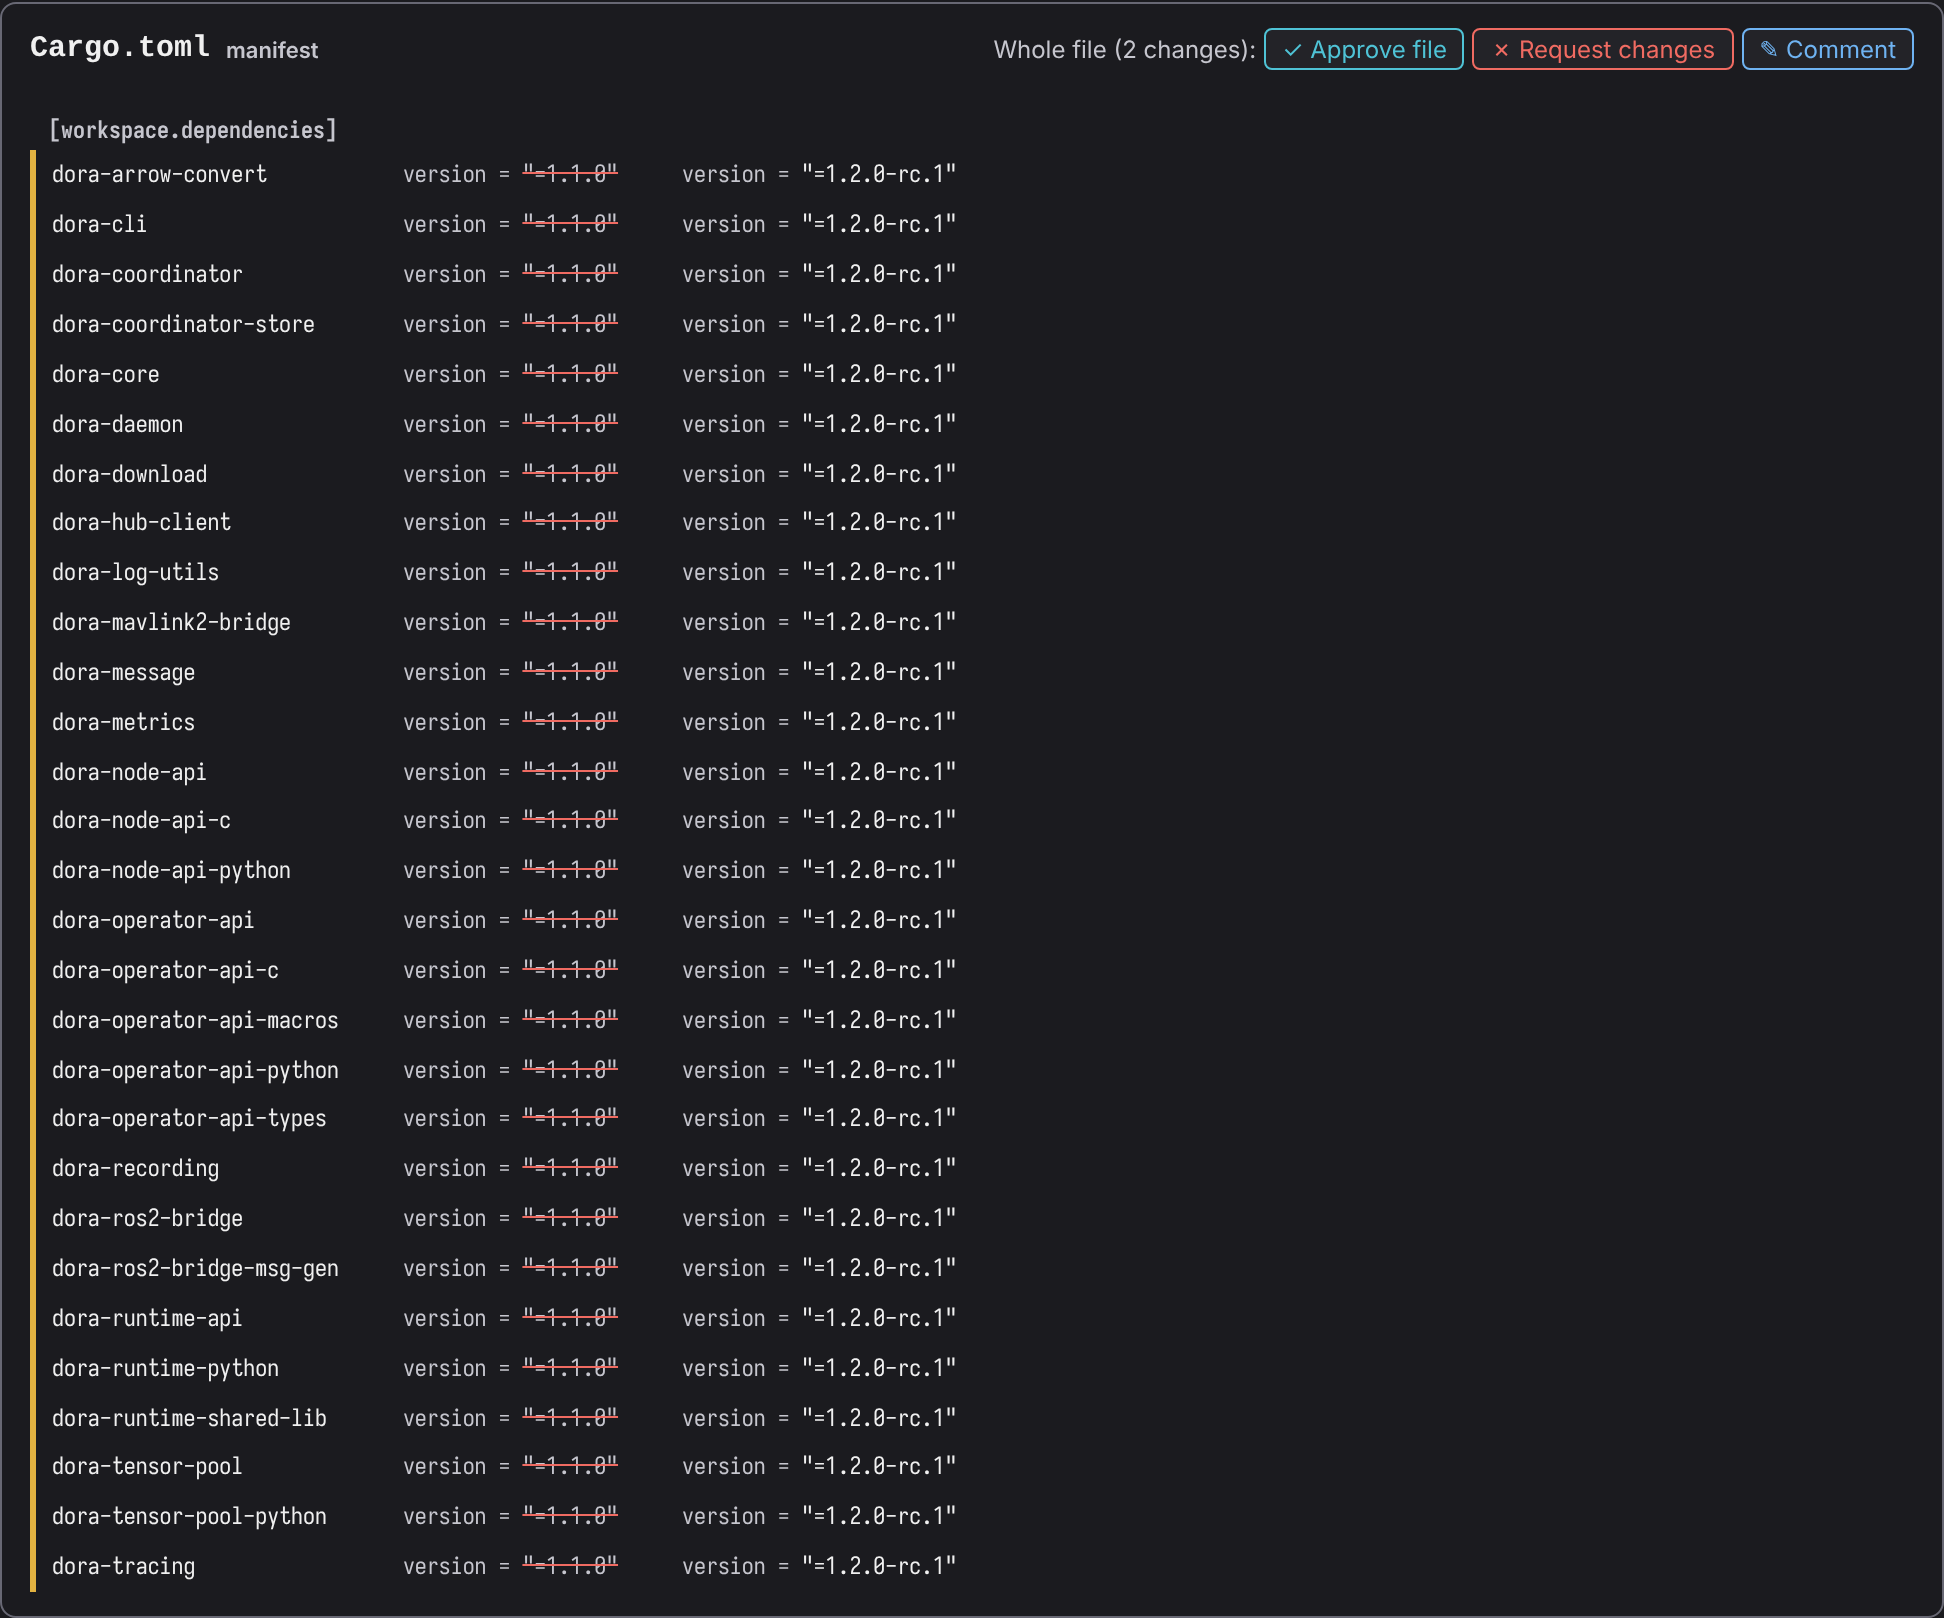 Cargo.toml manifest Whole file (2 changes): ✓ Approve file × Request changes ✎ Comment
[workspace.dependencies]
dora-arrow-convert version = "=1.1.0" version = "=1.2.0-rc.1"
dora-cli version = "=1.1.0" version = "=1.2.0-rc.1"
dora-coordinator version = "=1.1.0" version = "=1.2.0-rc.1"
dora-coordinator-store version = "=1.1.0" version = "=1.2.0-rc.1"
dora-core version = "=1.1.0" version = "=1.2.0-rc.1"
dora-daemon version = "=1.1.0" version = "=1.2.0-rc.1"
dora-download version = "=1.1.0" version = "=1.2.0-rc.1"
dora-hub-client version = "=1.1.0" version = "=1.2.0-rc.1"
dora-log-utils version = "=1.1.0" version = "=1.2.0-rc.1"
dora-mavlink2-bridge version = "=1.1.0" version = "=1.2.0-rc.1"
dora-message version = "=1.1.0" version = "=1.2.0-rc.1"
dora-metrics version = "=1.1.0" version = "=1.2.0-rc.1"
dora-node-api version = "=1.1.0" version = "=1.2.0-rc.1"
dora-node-api-c version = "=1.1.0" version = "=1.2.0-rc.1"
dora-node-api-python version = "=1.1.0" version = "=1.2.0-rc.1"
dora-operator-api version = "=1.1.0" version = "=1.2.0-rc.1"
dora-operator-api-c version = "=1.1.0" version = "=1.2.0-rc.1"
dora-operator-api-macros version = "=1.1.0" version = "=1.2.0-rc.1"
dora-operator-api-python version = "=1.1.0" version = "=1.2.0-rc.1"
dora-operator-api-types version = "=1.1.0" version = "=1.2.0-rc.1"
dora-recording version = "=1.1.0" version = "=1.2.0-rc.1"
dora-ros2-bridge version = "=1.1.0" version = "=1.2.0-rc.1"
dora-ros2-bridge-msg-gen version = "=1.1.0" version = "=1.2.0-rc.1"
dora-runtime-api version = "=1.1.0" version = "=1.2.0-rc.1"
dora-runtime-python version = "=1.1.0" version = "=1.2.0-rc.1"
dora-runtime-shared-lib version = "=1.1.0" version = "=1.2.0-rc.1"
dora-tensor-pool version = "=1.1.0" version = "=1.2.0-rc.1"
dora-tensor-pool-python version = "=1.1.0" version = "=1.2.0-rc.1"
dora-tracing version = "=1.1.0" version = "=1.2.0-rc.1"